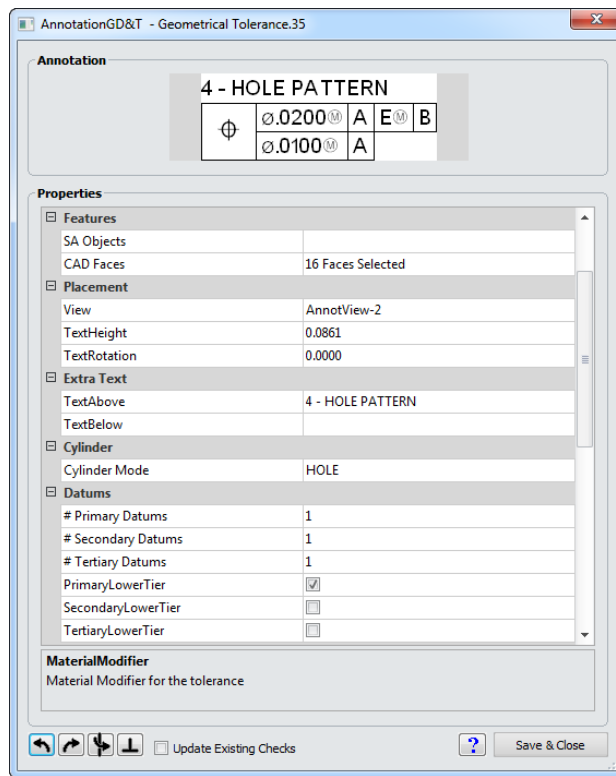 AnnotationGD&T - Geometrical Tolerance.35
Annotation
4 - HOLE PATTERN
⌀.0200Ⓜ A EⓂ B
⌀.0100Ⓜ A
Properties
Features
SA Objects
CAD Faces 16 Faces Selected
Placement
View AnnotView-2
TextHeight 0.0861
TextRotation 0.0000
Extra Text
TextAbove 4 - HOLE PATTERN
TextBelow
Cylinder
Cylinder Mode HOLE
Datums
# Primary Datums 1
# Secondary Datums 1
# Tertiary Datums 1
PrimaryLowerTier
SecondaryLowerTier
TertiaryLowerTier
MaterialModifier
Material Modifier for the tolerance
Update Existing Checks ? Save & Close